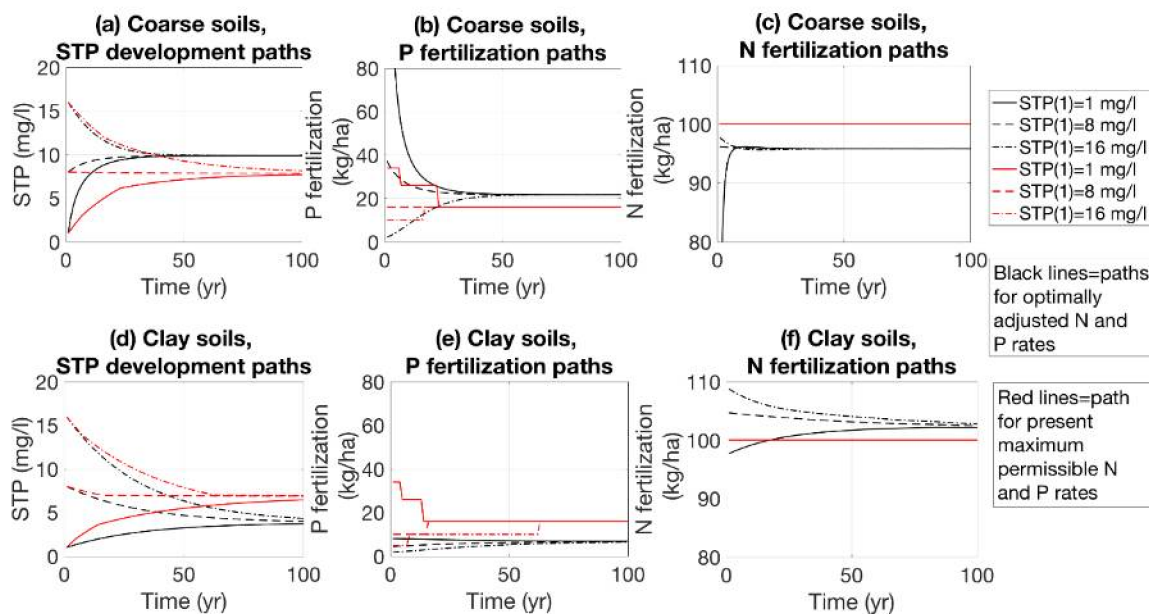 (a) Coarse soils,
STP development paths
20
15
10
5
0
STP (mg/l)
0 50 100
Time (yr)
(b) Coarse soils,
P fertilization paths
80
60
40
20
0
P fertilization
(kg/ha)
0 50 100
Time (yr)
(c) Coarse soils,
N fertilization paths
110
100
90
80
N fertilization
(kg/ha)
0 50 100
Time (yr)
STP(1)=1 mg/l
STP(1)=8 mg/l
STP(1)=16 mg/l
STP(1)=1 mg/l
STP(1)=8 mg/l
STP(1)=16 mg/l
Black lines=paths
for optimally
adjusted N and
P rates
(d) Clay soils,
STP development paths
20
15
10
5
0
STP (mg/l)
0 50 100
Time (yr)
(e) Clay soils,
P fertilization paths
80
60
40
20
0
P fertilization
(kg/ha)
0 50 100
Time (yr)
(f) Clay soils,
N fertilization paths
110
100
90
80
N fertilization
(kg/ha)
0 50 100
Time (yr)
Red lines=path
for present
maximum
permissible N
and P rates